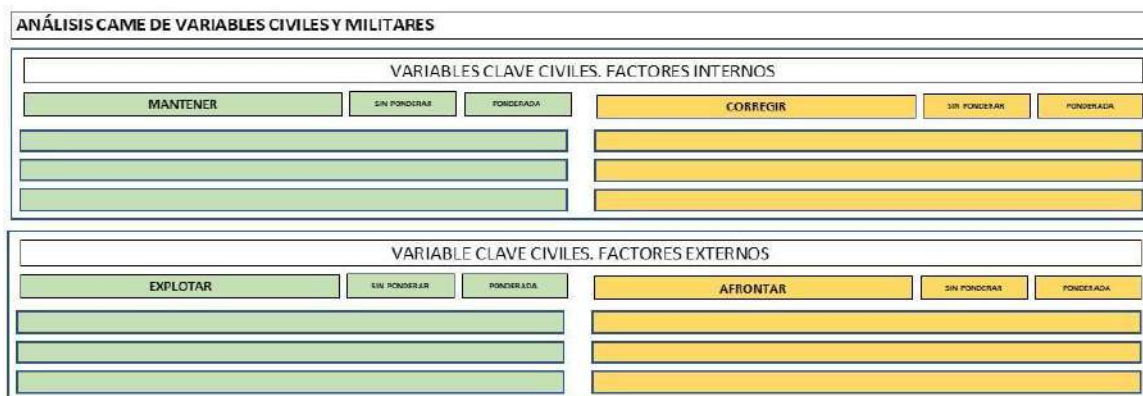 ANÁLISIS CAME DE VARIABLES CIVILES Y MILITARES
VARIABLES CLAVE CIVILES. FACTORES INTERNOS
MANTENER SIN PONDERAR PONDERADA CORREGIR SIN PONDERAR PONDERADA
VARIABLE CLAVE CIVILES. FACTORES EXTERNOS
EXPLOTAR SIN PONDERAR PONDERADA AFRONTAR SIN PONDERAR PONDERADA